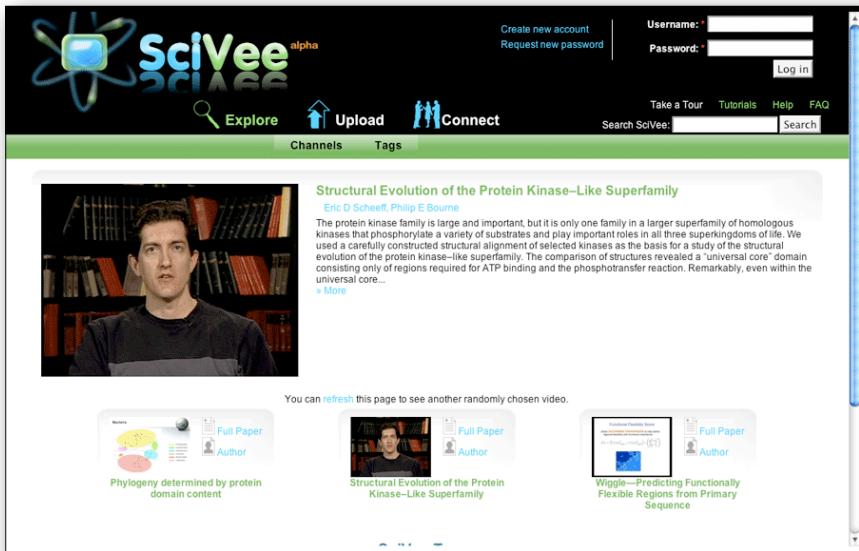 SciVee alpha
Create new account
Request new password
Username: *
Password: *
Log in
Explore
Upload
Connect
Take a Tour Tutorials Help FAQ
Search SciVee: Search
Channels Tags
Structural Evolution of the Protein Kinase–Like Superfamily
Eric D Scheeff, Philip E Bourne
The protein kinase family is large and important, but it is only one family in a larger superfamily of homologous
kinases that phosphorylate a variety of substrates and play important roles in all three superkingdoms of life. We
used a carefully constructed structural alignment of selected kinases as the basis for a study of the structural
evolution of the protein kinase–like superfamily. The comparison of structures revealed a “universal core” domain
consisting only of regions required for ATP binding and the phosphotransfer reaction. Remarkably, even within the
universal core...
» More
You can refresh this page to see another randomly chosen video.
Bacteria
Full Paper
Author
Phylogeny determined by protein
domain content
Full Paper
Author
Structural Evolution of the Protein
Kinase–Like Superfamily
Functional Flexibility Score
Full Paper
Author
Wiggle—Predicting Functionally
Flexible Regions from Primary
Sequence